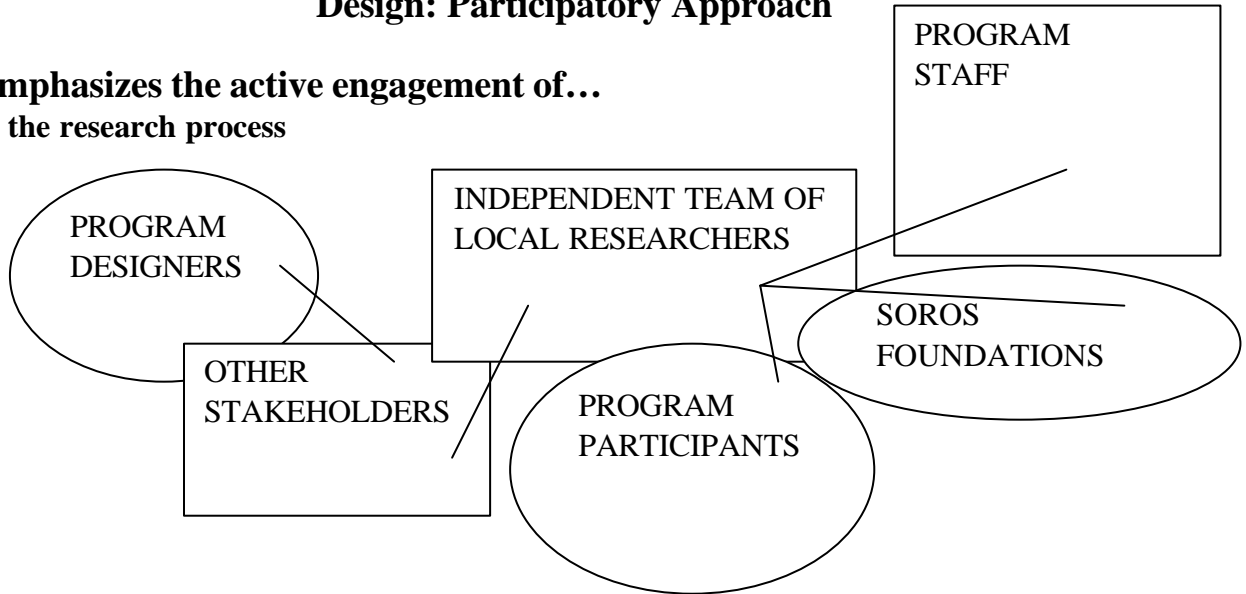 Design: Participatory Approach
mphasizes the active engagement of…
the research process
PROGRAM
STAFF
PROGRAM
DESIGNERS
INDEPENDENT TEAM OF
LOCAL RESEARCHERS
SOROS
FOUNDATIONS
OTHER
STAKEHOLDERS
PROGRAM
PARTICIPANTS